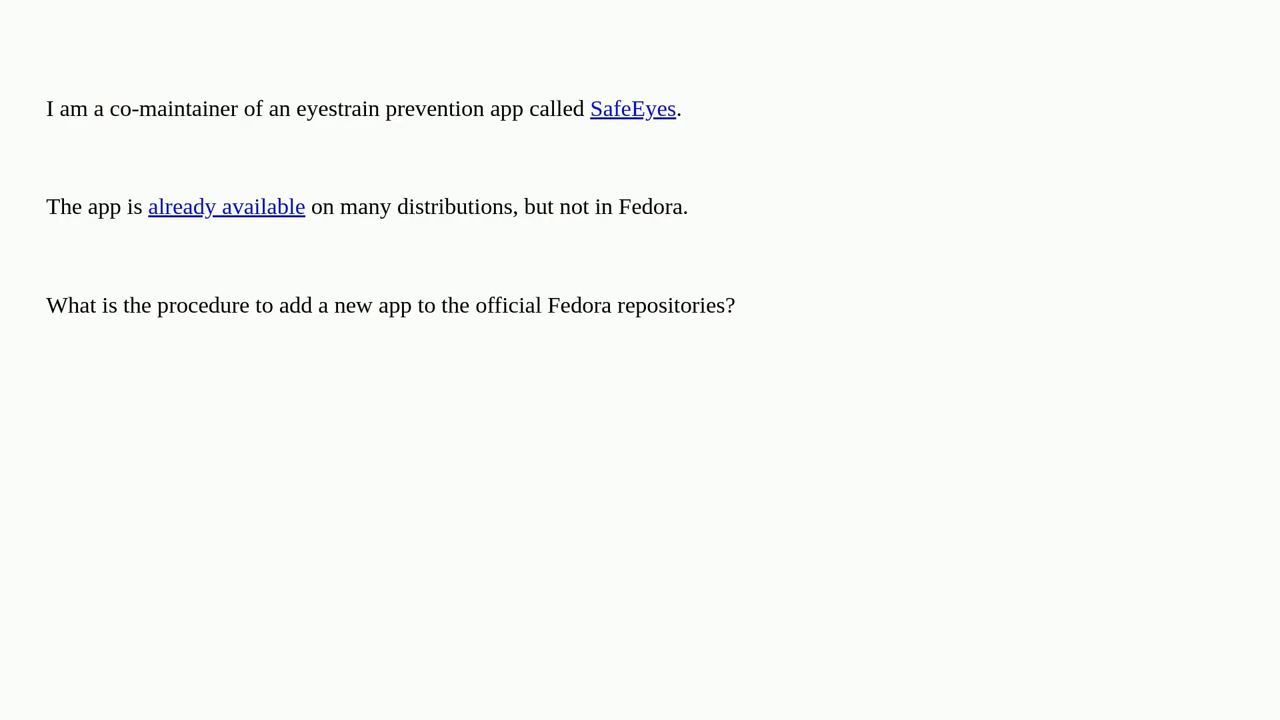 I am a co-maintainer of an eyestrain prevention app called SafeEyes.
The app is already available on many distributions, but not in Fedora.
What is the procedure to add a new app to the official Fedora repositories?